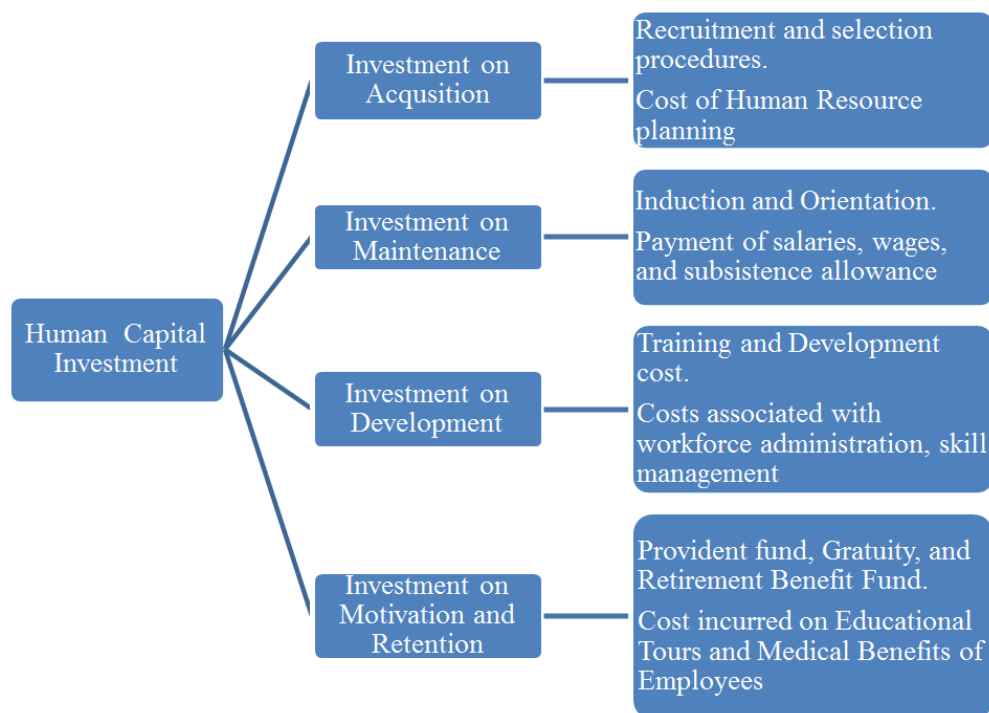 Human Capital
Investment
Investment on
Acqusition
Recruitment and selection
procedures.
Cost of Human Resource
planning
Investment on
Maintenance
Induction and Orientation.
Payment of salaries, wages,
and subsistence allowance
Investment on
Development
Training and Development
cost.
Costs associated with
workforce administration, skill
management
Investment on
Motivation and
Retention
Provident fund, Gratuity, and
Retirement Benefit Fund.
Cost incurred on Educational
Tours and Medical Benefits of
Employees